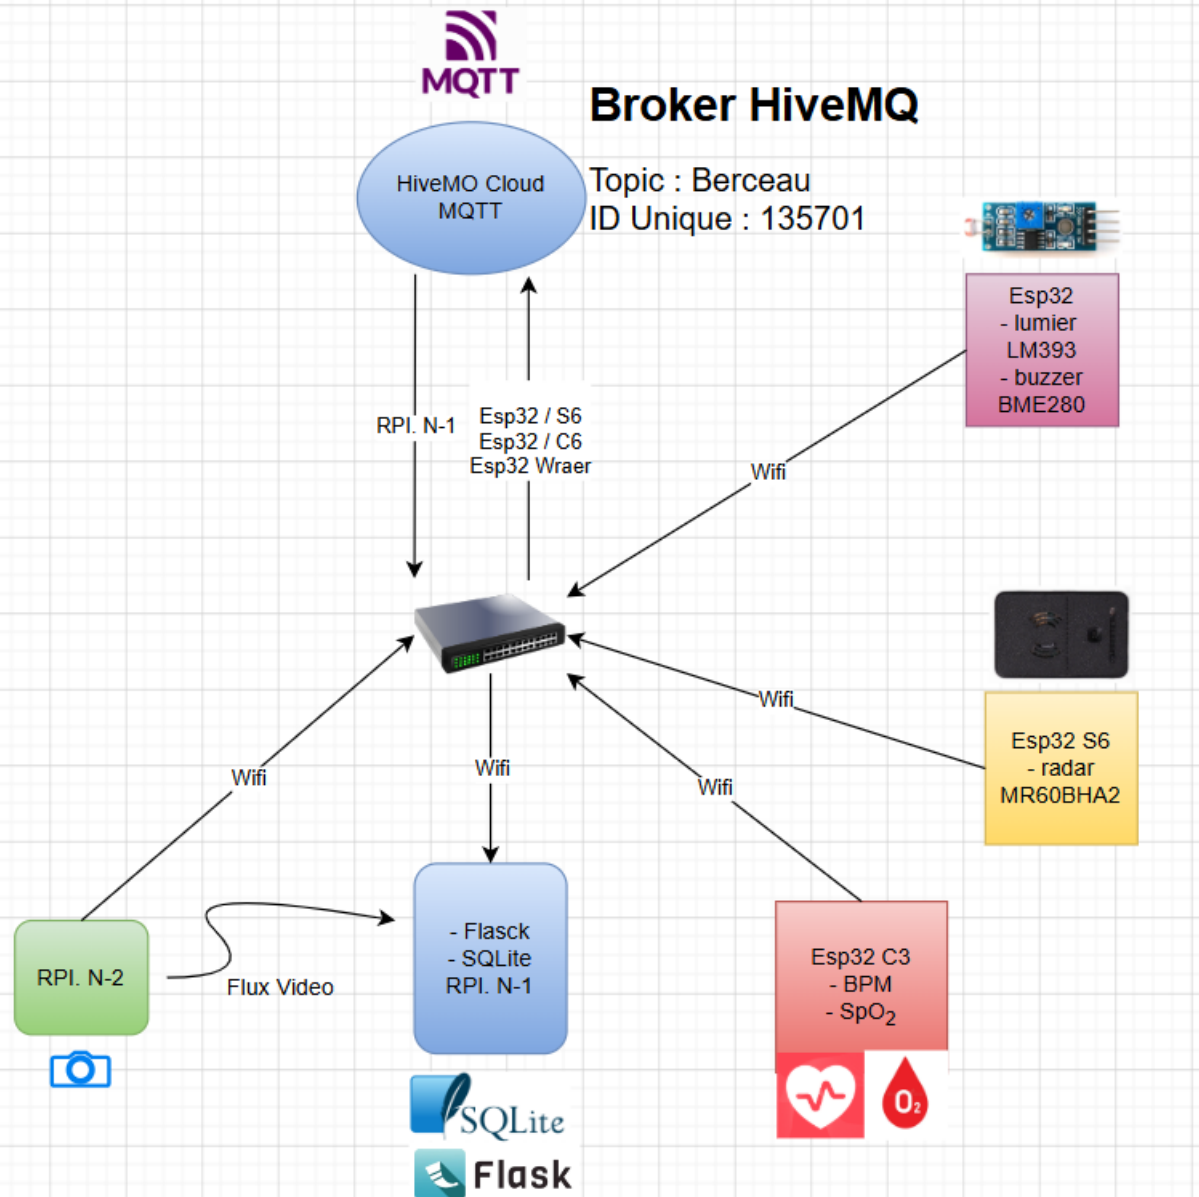 MQTT
Broker HiveMQ
HiveMO Cloud
MQTT
Topic : Berceau
ID Unique : 135701
Esp32
- lumier
LM393
- buzzer
BME280
RPI. N-1
Esp32 / S6
Esp32 / C6
Esp32 Wraer
Wifi
Wifi
Esp32 S6
- radar
MR60BHA2
Wifi
Wifi
Wifi
RPI. N-2
Flux Video
- Flasck
- SQLite
RPI. N-1
Esp32 C3
- BPM
- SpO₂
O₂
SQLite
Flask